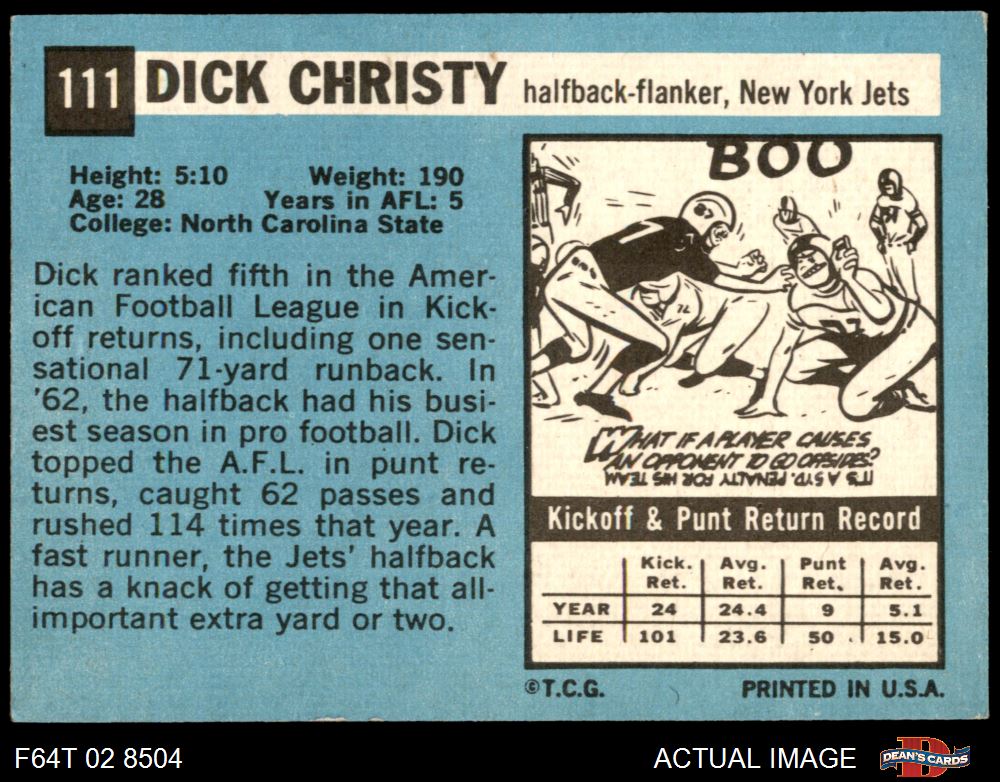 111 DICK CHRISTY halfback-flanker, New York Jets
Height: 5:10 Weight: 190
Age: 28 Years in AFL: 5
College: North Carolina State
Dick ranked fifth in the Amer-
ican Football League in Kick-
off returns, including one sen-
sational 71-yard runback. In
'62, the halfback had his busi-
est season in pro football. Dick
topped the A.F.L. in punt re-
turns, caught 62 passes and
rushed 114 times that year. A
fast runner, the Jets' halfback
has a knack of getting that all-
important extra yard or two.
BOO
WHAT IF A PLAYER CAUSES
AN OPPONENT TO GO OFFSIDES?
IT'S A 5 YD. PENALTY FOR HIS TEAM
Kickoff & Punt Return Record
Kick. Avg. Punt Avg.
Ret. Ret. Ret. Ret.
YEAR 24 24.4 9 5.1
LIFE 101 23.6 50 15.0
©T.C.G. PRINTED IN U.S.A.
F64T 02 8504 ACTUAL IMAGE DEAN'S CARDS